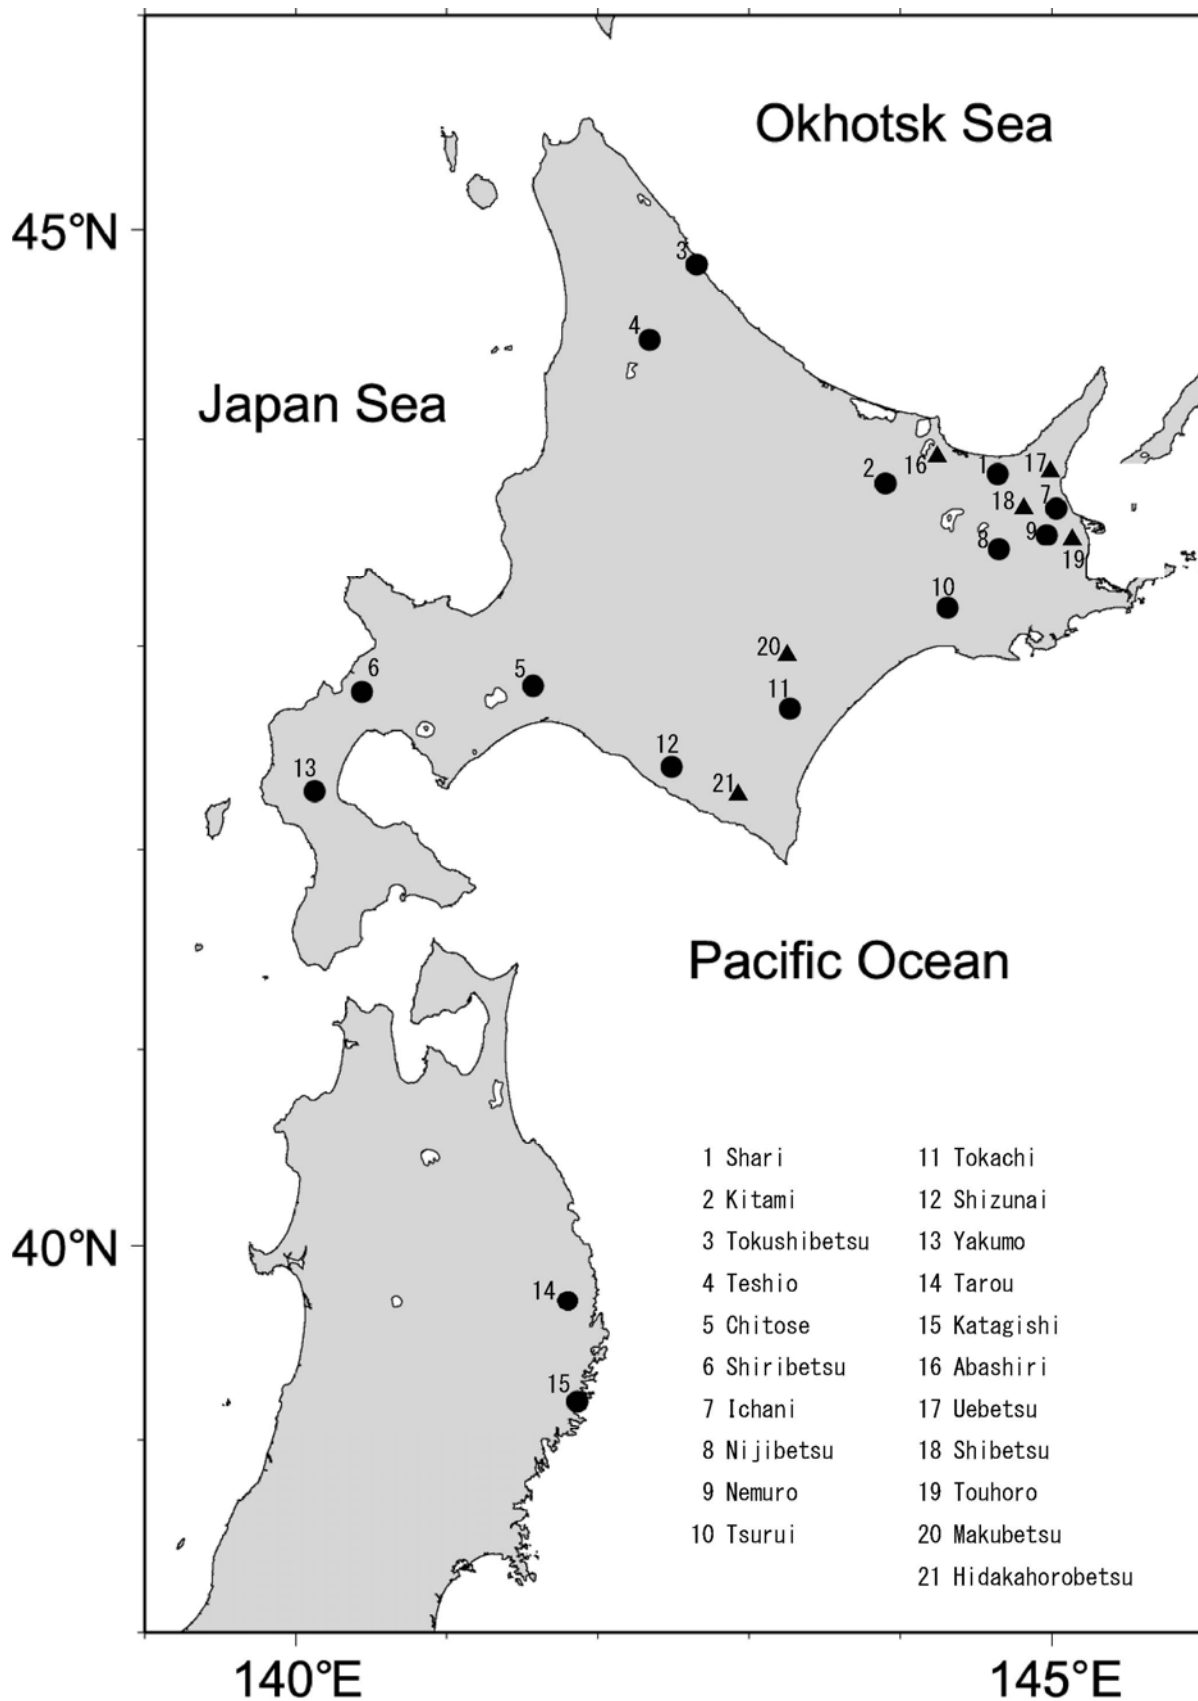 Okhotsk Sea
45°N
3
4
Japan Sea
16
2
1
17
18
7
8
9
19
10
20
6
5
11
12
13
21
Pacific Ocean
1 Shari
2 Kitami
3 Tokushibetsu
4 Teshio
5 Chitose
6 Shiribetsu
7 Ichani
8 Nijibetsu
9 Nemuro
10 Tsurui
11 Tokachi
12 Shizunai
13 Yakumo
14 Tarou
15 Katagishi
16 Abashiri
17 Uebetsu
18 Shibetsu
19 Touhoro
20 Makubetsu
21 Hidakahorobetsu
40°N
14
15
140°E
145°E